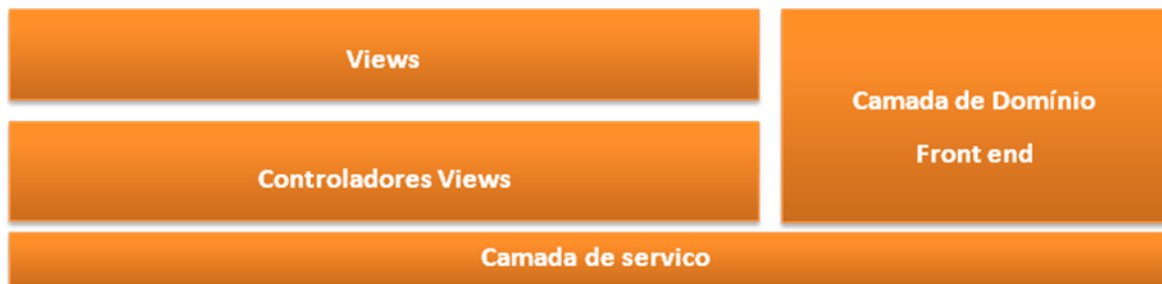 Views
Controladores Views
Camada de Domínio
Front end
Camada de servico